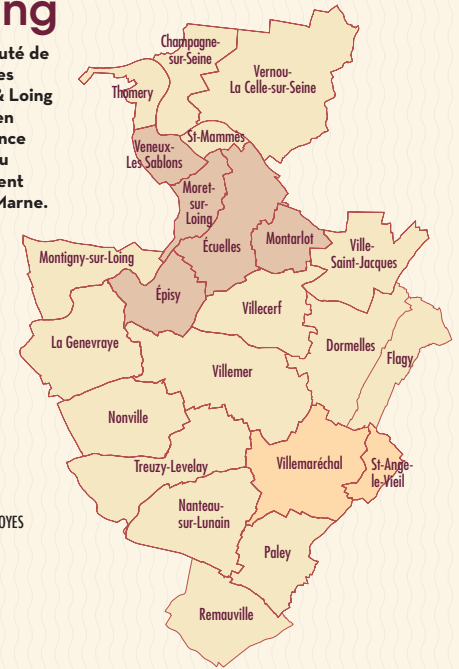 ng
uté de
es
& Loing
en
nce
u
ent
Marne.
Champagne-
sur-Seine
Vernou-
La Celle-sur-Seine
Thomery
St-Mammès
Veneux-
Les Sablons
Moret-
sur-
Loing
Écuelles
Montarlot
Ville-
Saint-Jacques
Montigny-sur-Loing
Épisy
Villecerf
La Genevraye
Dormelles
Flagy
Villemer
Nonville
Treuzy-Levelay
Villemaréchal
St-Ange-
le-Vieil
Nanteau-
sur-Lunain
OYES
Paley
Remauville